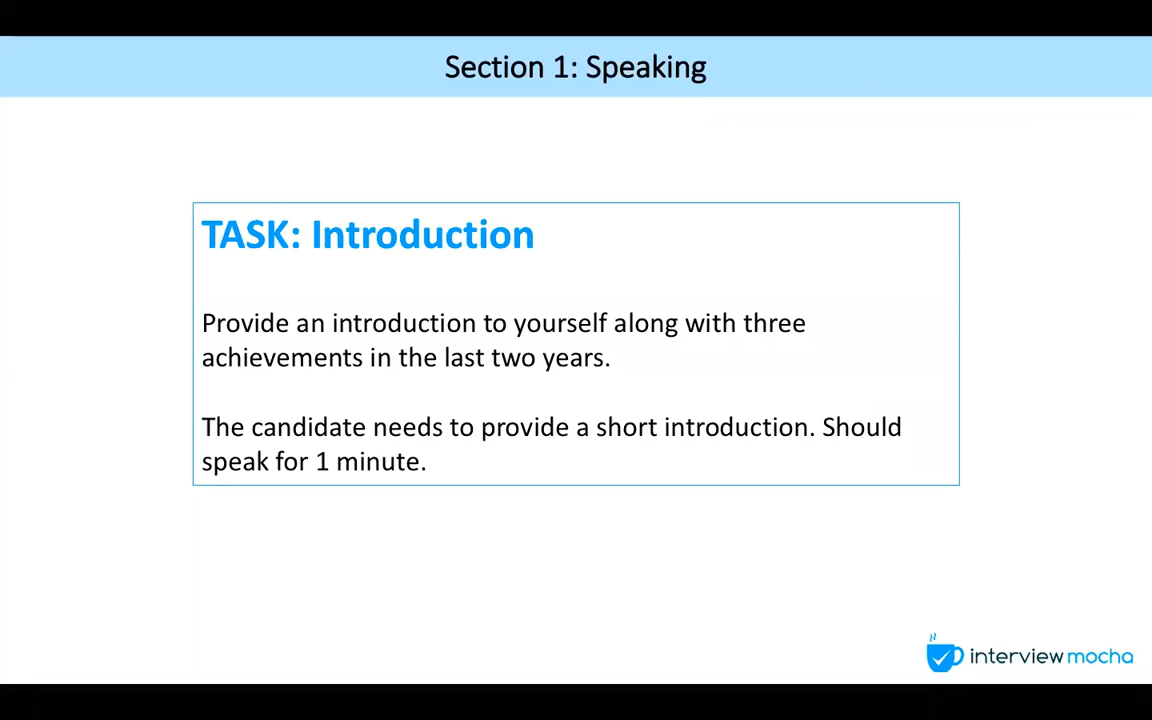 Section 1: Speaking
TASK: Introduction
Provide an introduction to yourself along with three
achievements in the last two years.
The candidate needs to provide a short introduction. Should
speak for 1 minute.
interview mocha